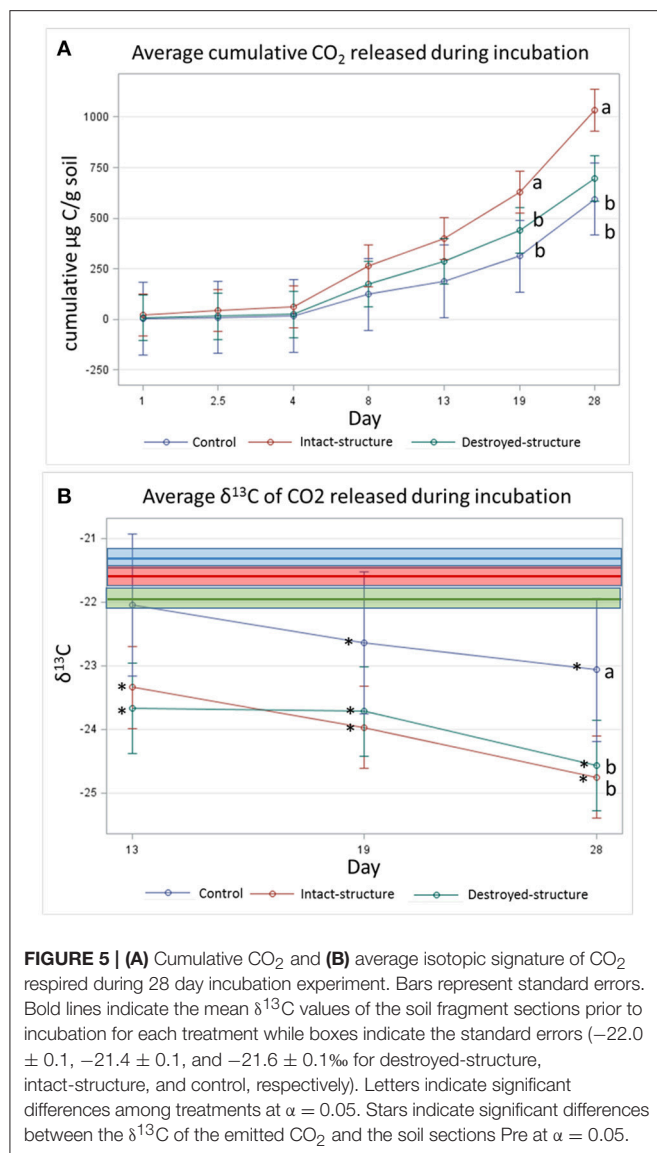 A
Average cumulative CO₂ released during incubation
cumulative µg C/g soil
1000
750
500
250
0
-250
a
a
b
b
b
b
1
2.5
4
8
13
19
28
Day
Control
Intact-structure
Destroyed-structure
B
Average δ¹³C of CO2 released during incubation
δ¹³C
-21
-22
-23
-24
-25
*
*
*
*
*
*
*
*
a
b
b
13
19
28
Day
Control
Intact-structure
Destroyed-structure
FIGURE 5 | (A) Cumulative CO₂ and (B) average isotopic signature of CO₂
respired during 28 day incubation experiment. Bars represent standard errors.
Bold lines indicate the mean δ¹³C values of the soil fragment sections prior to
incubation for each treatment while boxes indicate the standard errors (−22.0
± 0.1, −21.4 ± 0.1, and −21.6 ± 0.1‰ for destroyed-structure,
intact-structure, and control, respectively). Letters indicate significant
differences among treatments at α = 0.05. Stars indicate significant differences
between the δ¹³C of the emitted CO₂ and the soil sections Pre at α = 0.05.